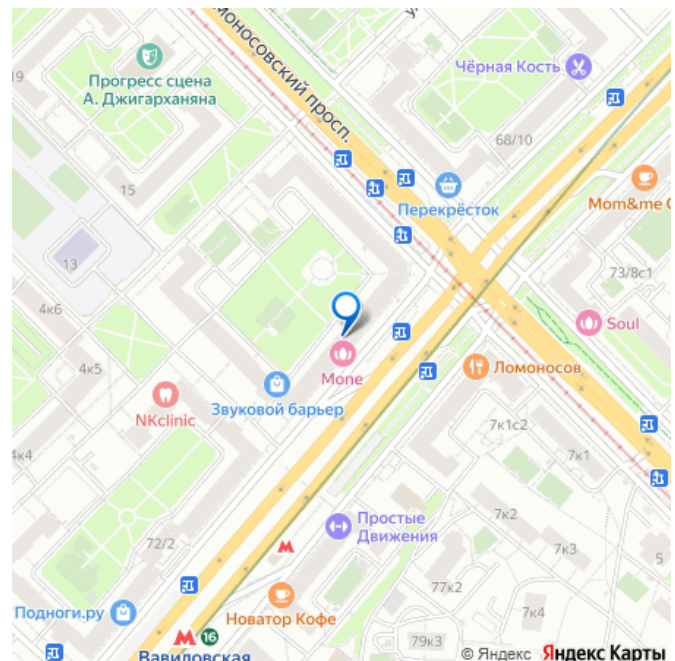 19
Прогресс сцена
А. Джигарханяна
МОНОСОВСКИЙ просп.
Чёрная Кость
68/10
Перекрёсток
Mom&me C
15
13
73/8с1
4к6
Soul
4к5
Mone
Ломоносов
Звуковой барьер
NKclinic
7к1с2
7к1
4к4
Простые
Движения
7к2
72/2
7к3
5
77к2
Подноги.ру
Новатор Кофе
7к4
16
79к3
Вавиловская
© Яндекс Яндекс Карты